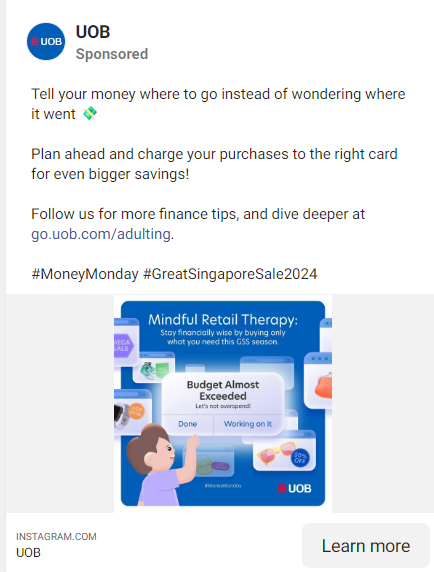 UOB
UOB
Sponsored
Tell your money where to go instead of wondering where
it went 💸
Plan ahead and charge your purchases to the right card
for even bigger savings!
Follow us for more finance tips, and dive deeper at
go.uob.com/adulting.
#MoneyMonday #GreatSingaporeSale2024
Mindful Retail Therapy:
Stay financially wise by buying only
what you need this GSS season.
MEGA
SALE
Budget Almost
Exceeded
Let's not overspend!
Done
Working on it
50%
OFF
#MoneyMonday
UOB
INSTAGRAM.COM
UOB
Learn more